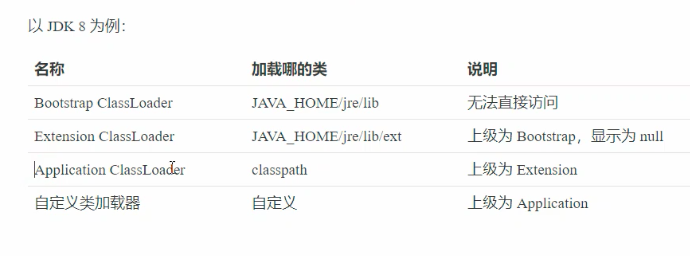 以 JDK 8 为例：
名称 加载哪的类 说明
Bootstrap ClassLoader JAVA_HOME/jre/lib 无法直接访问
Extension ClassLoader JAVA_HOME/jre/lib/ext 上级为 Bootstrap，显示为 null
Application ClassLoader classpath 上级为 Extension
自定义类加载器 自定义 上级为 Application